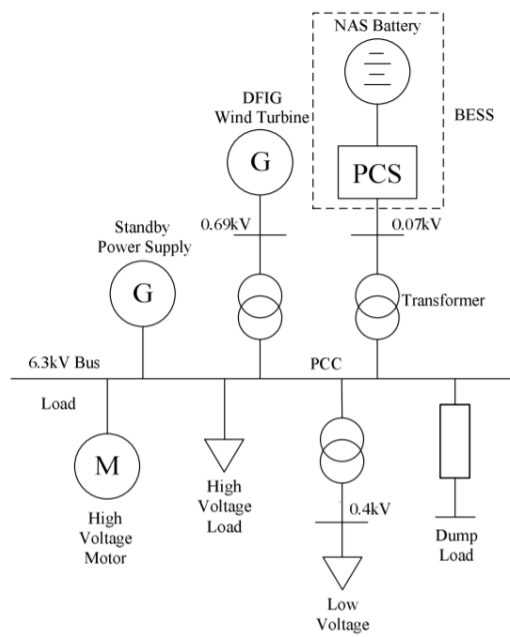 NAS Battery
DFIG
Wind Turbine
BESS
G
PCS
0.69kV
0.07kV
Standby
Power Supply
G
Transformer
6.3kV Bus
PCC
Load
M
High
Voltage
Motor
High
Voltage
Load
0.4kV
Dump
Load
Low
Voltage